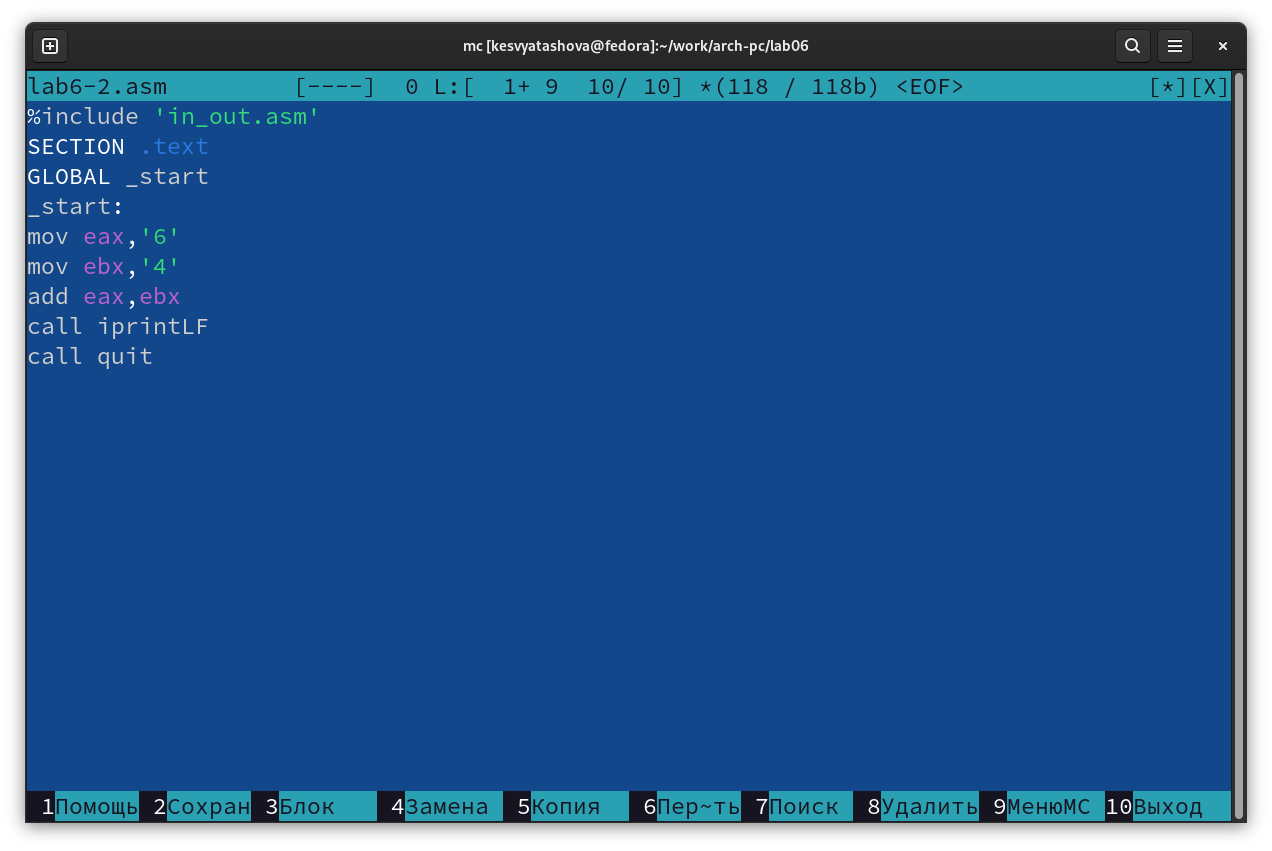 mc [kesvyatashova@fedora]:~/work/arch-pc/lab06
lab6-2.asm [----] 0 L:[ 1+ 9 10/ 10] *(118 / 118b) <EOF> [*][X]
%include 'in_out.asm'
SECTION .text
GLOBAL _start
_start:
mov eax,'6'
mov ebx,'4'
add eax,ebx
call iprintLF
call quit
1Помощь 2Сохран 3Блок 4Замена 5Копия 6Пер~ть 7Поиск 8Удалить 9МенюMC 10Выход